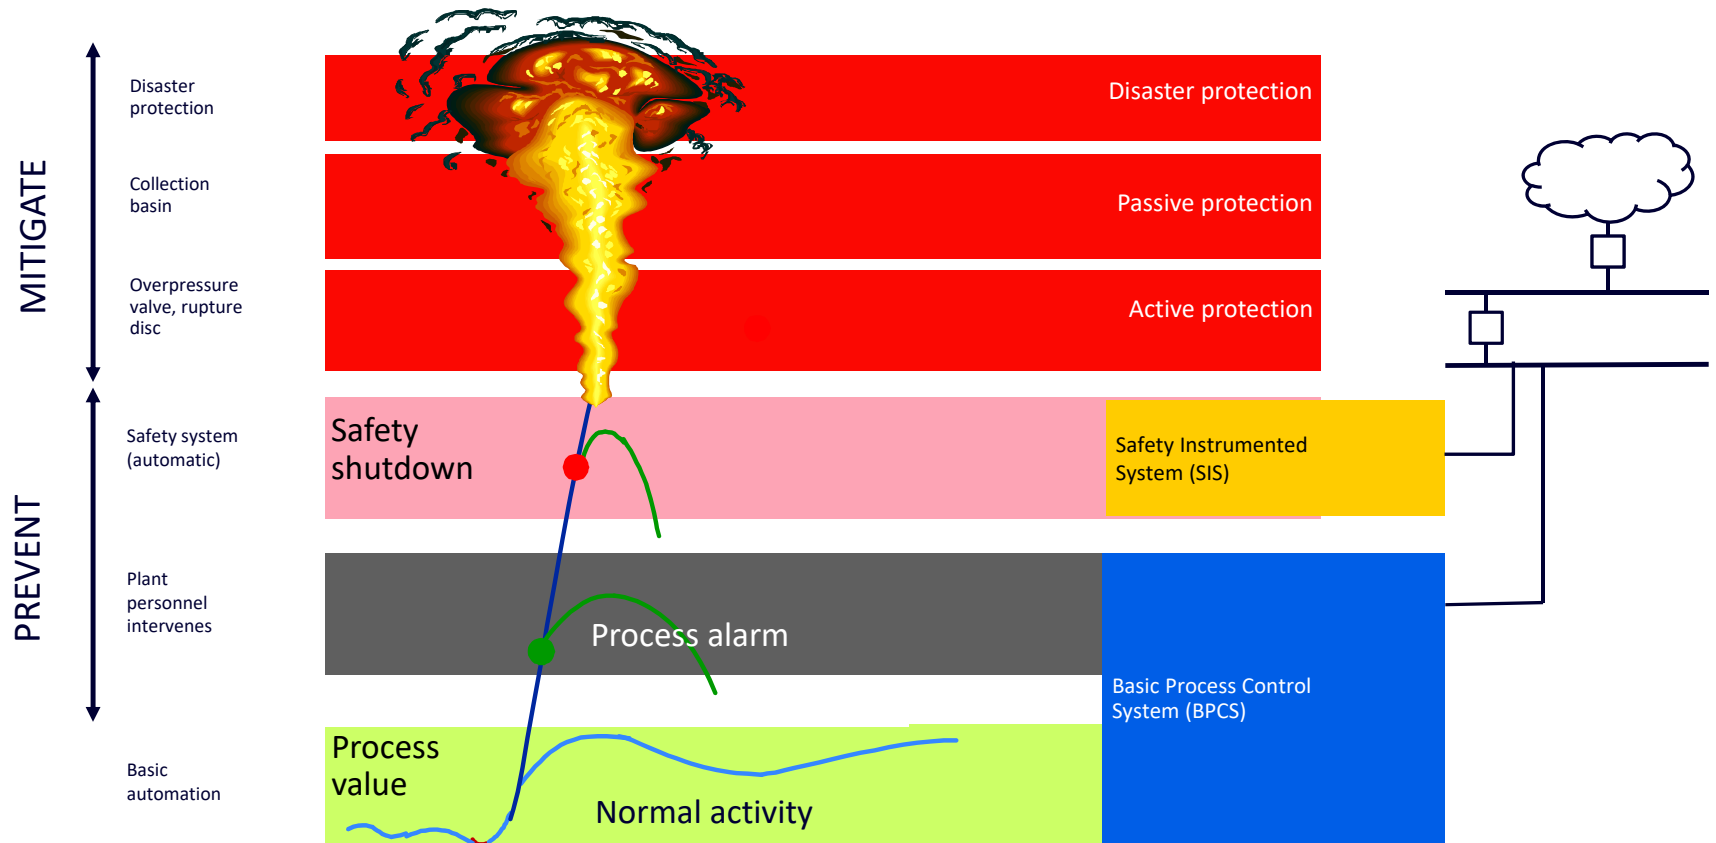 MITIGATE
PREVENT
Disaster
protection
Collection
basin
Overpressure
valve, rupture
disc
Safety system
(automatic)
Plant
personnel
intervenes
Basic
automation
Disaster protection
Passive protection
Active protection
Safety
shutdown
Safety Instrumented
System (SIS)
Process alarm
Basic Process Control
System (BPCS)
Process
value
Normal activity